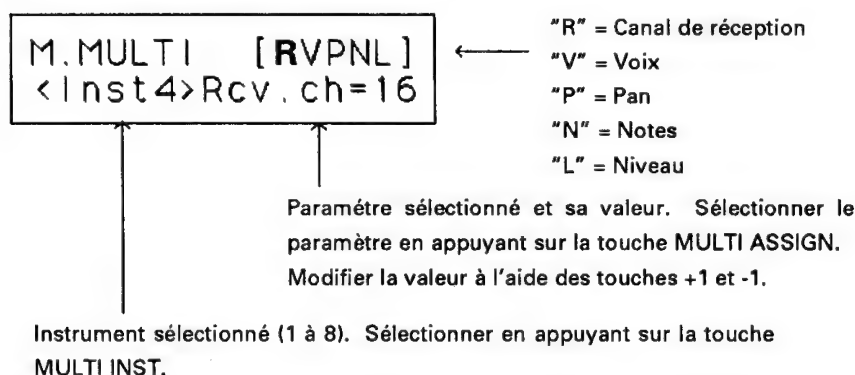 M.MULTI [RVPNL]
<Inst4>Rcv.ch=16
"R" = Canal de réception
"V" = Voix
"P" = Pan
"N" = Notes
"L" = Niveau
Paramétre sélectionné et sa valeur. Sélectionner le
paramètre en appuyant sur la touche MULTI ASSIGN.
Modifier la valeur à l'aide des touches +1 et -1.
Instrument sélectionné (1 à 8). Sélectionner en appuyant sur la touche
MULTI INST.